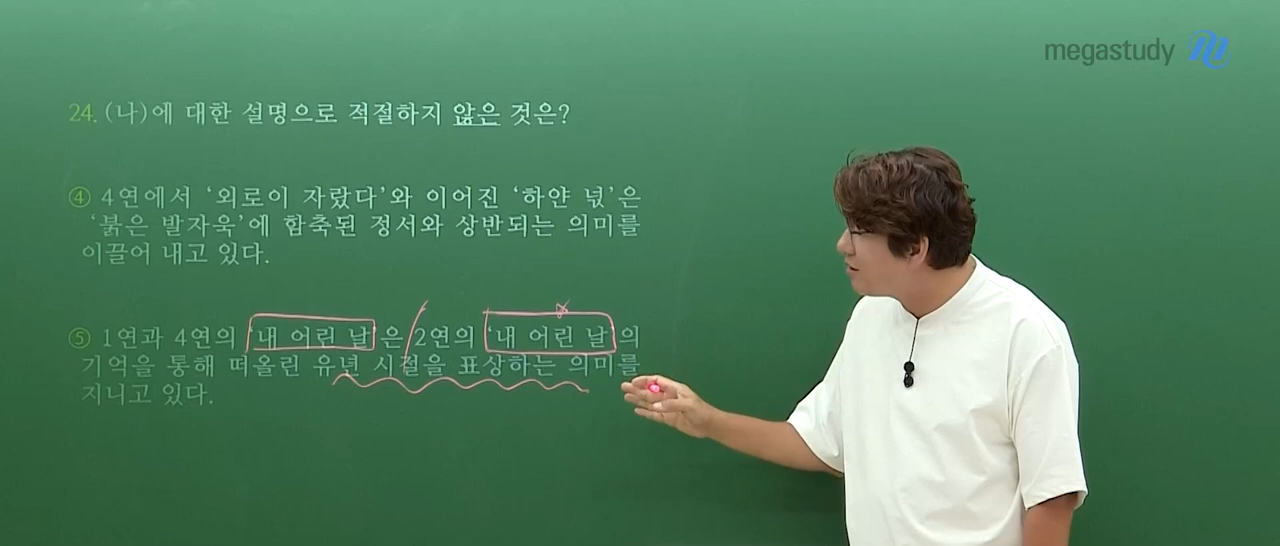 megastudy
24. (나)에 대한 설명으로 적절하지 않은 것은?
④ 4연에서 ‘외로이 자랐다’와 이어진 ‘하얀 넋’은
‘붉은 발자욱’에 함축된 정서와 상반되는 의미를
이끌어 내고 있다.
⑤ 1연과 4연의 ‘내 어린 날’은 2연의 ‘내 어린 날’의
기억을 통해 떠올린 유년 시절을 표상하는 의미를
지니고 있다.